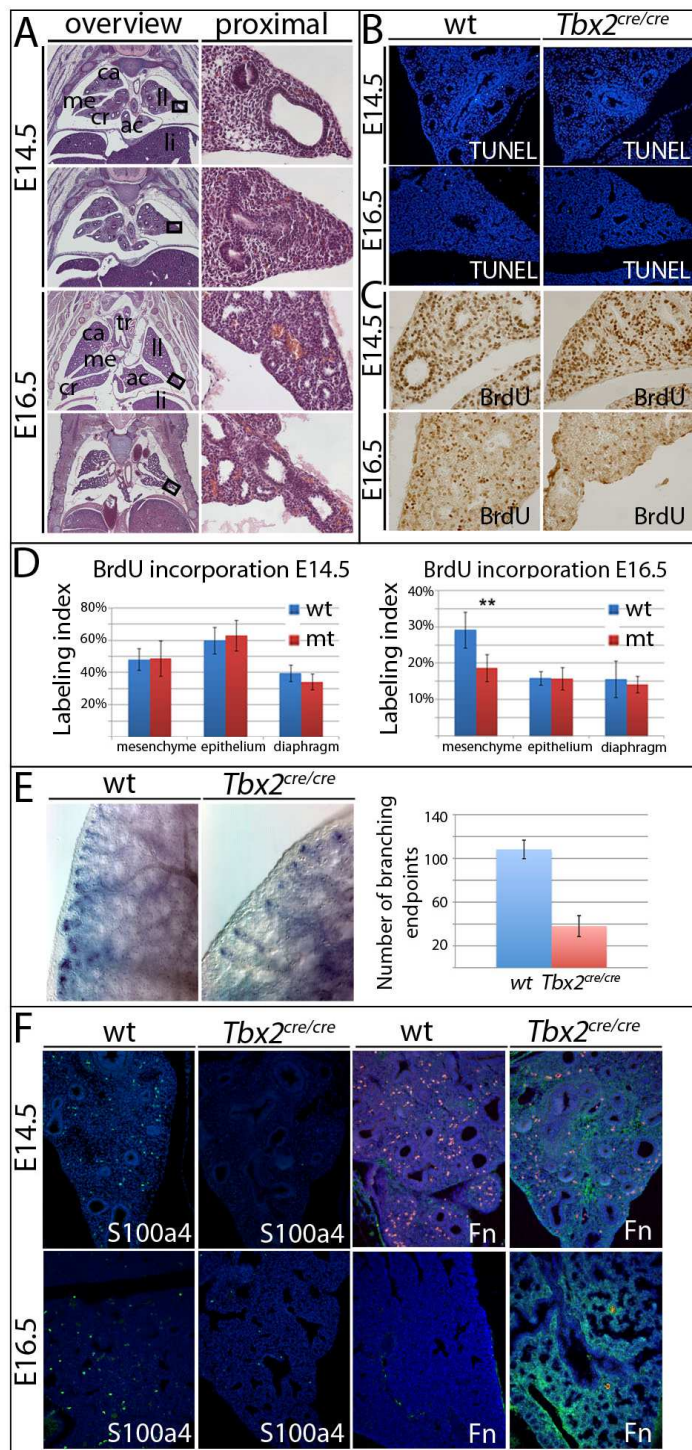 A
overview
proximal
E14.5
ca
ll
me
cr
ac
li
E16.5
tr
ca
ll
me
ac
cr
li
B
wt
Tbx2cre/cre
E14.5
TUNEL
TUNEL
E16.5
TUNEL
TUNEL
C
E14.5
BrdU
BrdU
E16.5
BrdU
BrdU
D
BrdU incorporation E14.5
Labeling index
80%
60%
40%
20%
wt
mt
mesenchyme
epithelium
diaphragm
BrdU incorporation E16.5
Labeling index
40%
30%
20%
10%
**
wt
mt
mesenchyme
epithelium
diaphragm
E
wt
Tbx2cre/cre
Number of branching
endpoints
140
100
60
20
wt
Tbx2cre/cre
F
wt
Tbx2cre/cre
wt
Tbx2cre/cre
E14.5
S100a4
S100a4
Fn
Fn
E16.5
S100a4
S100a4
Fn
Fn